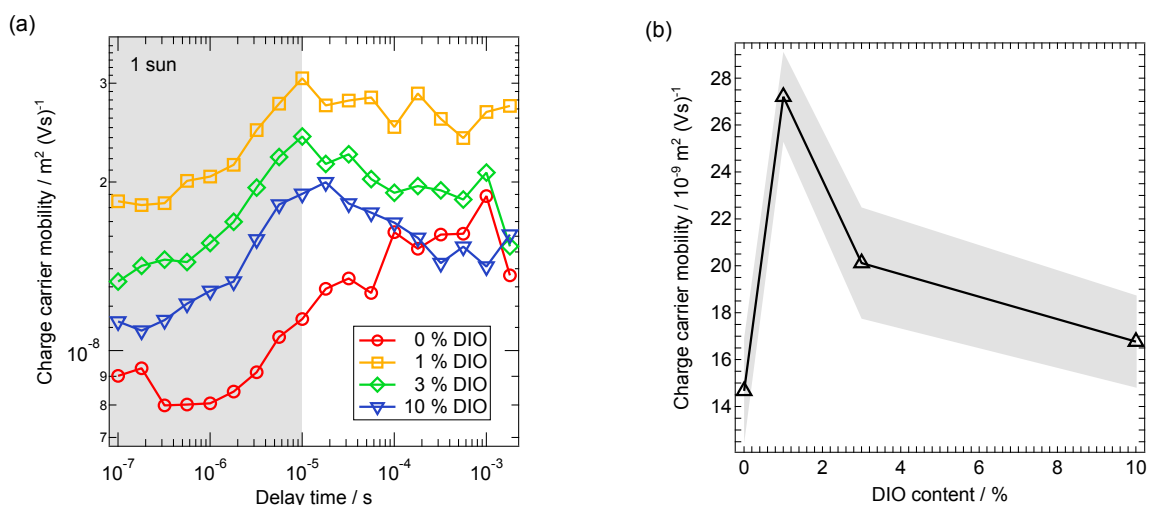 (a)
1 sun
Charge carrier mobility / m² (Vs)⁻¹
3
2
10⁻⁸
9
8
7
0 % DIO
1 % DIO
3 % DIO
10 % DIO
10⁻⁷ 10⁻⁶ 10⁻⁵ 10⁻⁴ 10⁻³
Delay time / s
(b)
Charge carrier mobility / 10⁻⁹ m² (Vs)⁻¹
28
26
24
22
20
18
16
14
0 2 4 6 8 10
DIO content / %